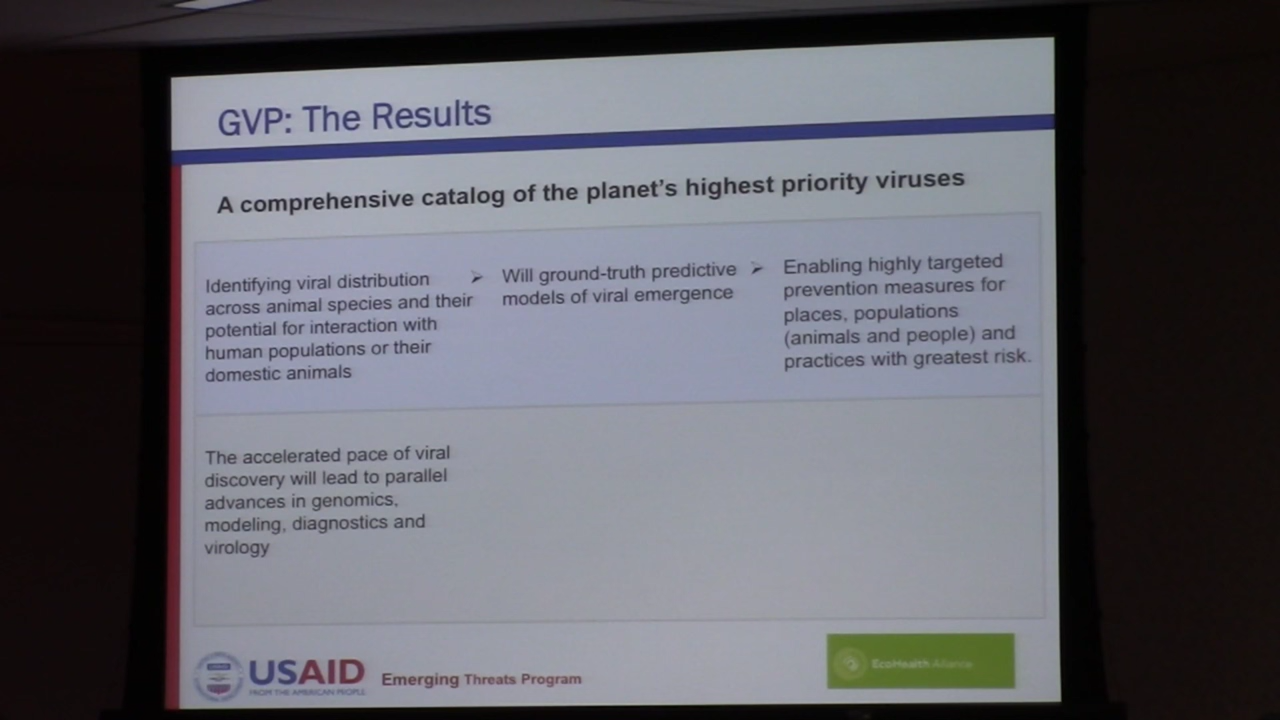 GVP: The Results
A comprehensive catalog of the planet's highest priority viruses
Identifying viral distribution
across animal species and their
potential for interaction with
human populations or their
domestic animals
➢ Will ground-truth predictive
models of viral emergence
➢ Enabling highly targeted
prevention measures for
places, populations
(animals and people) and
practices with greatest risk.
The accelerated pace of viral
discovery will lead to parallel
advances in genomics,
modeling, diagnostics and
virology
USAID
FROM THE AMERICAN PEOPLE
Emerging Threats Program
EcoHealth Alliance